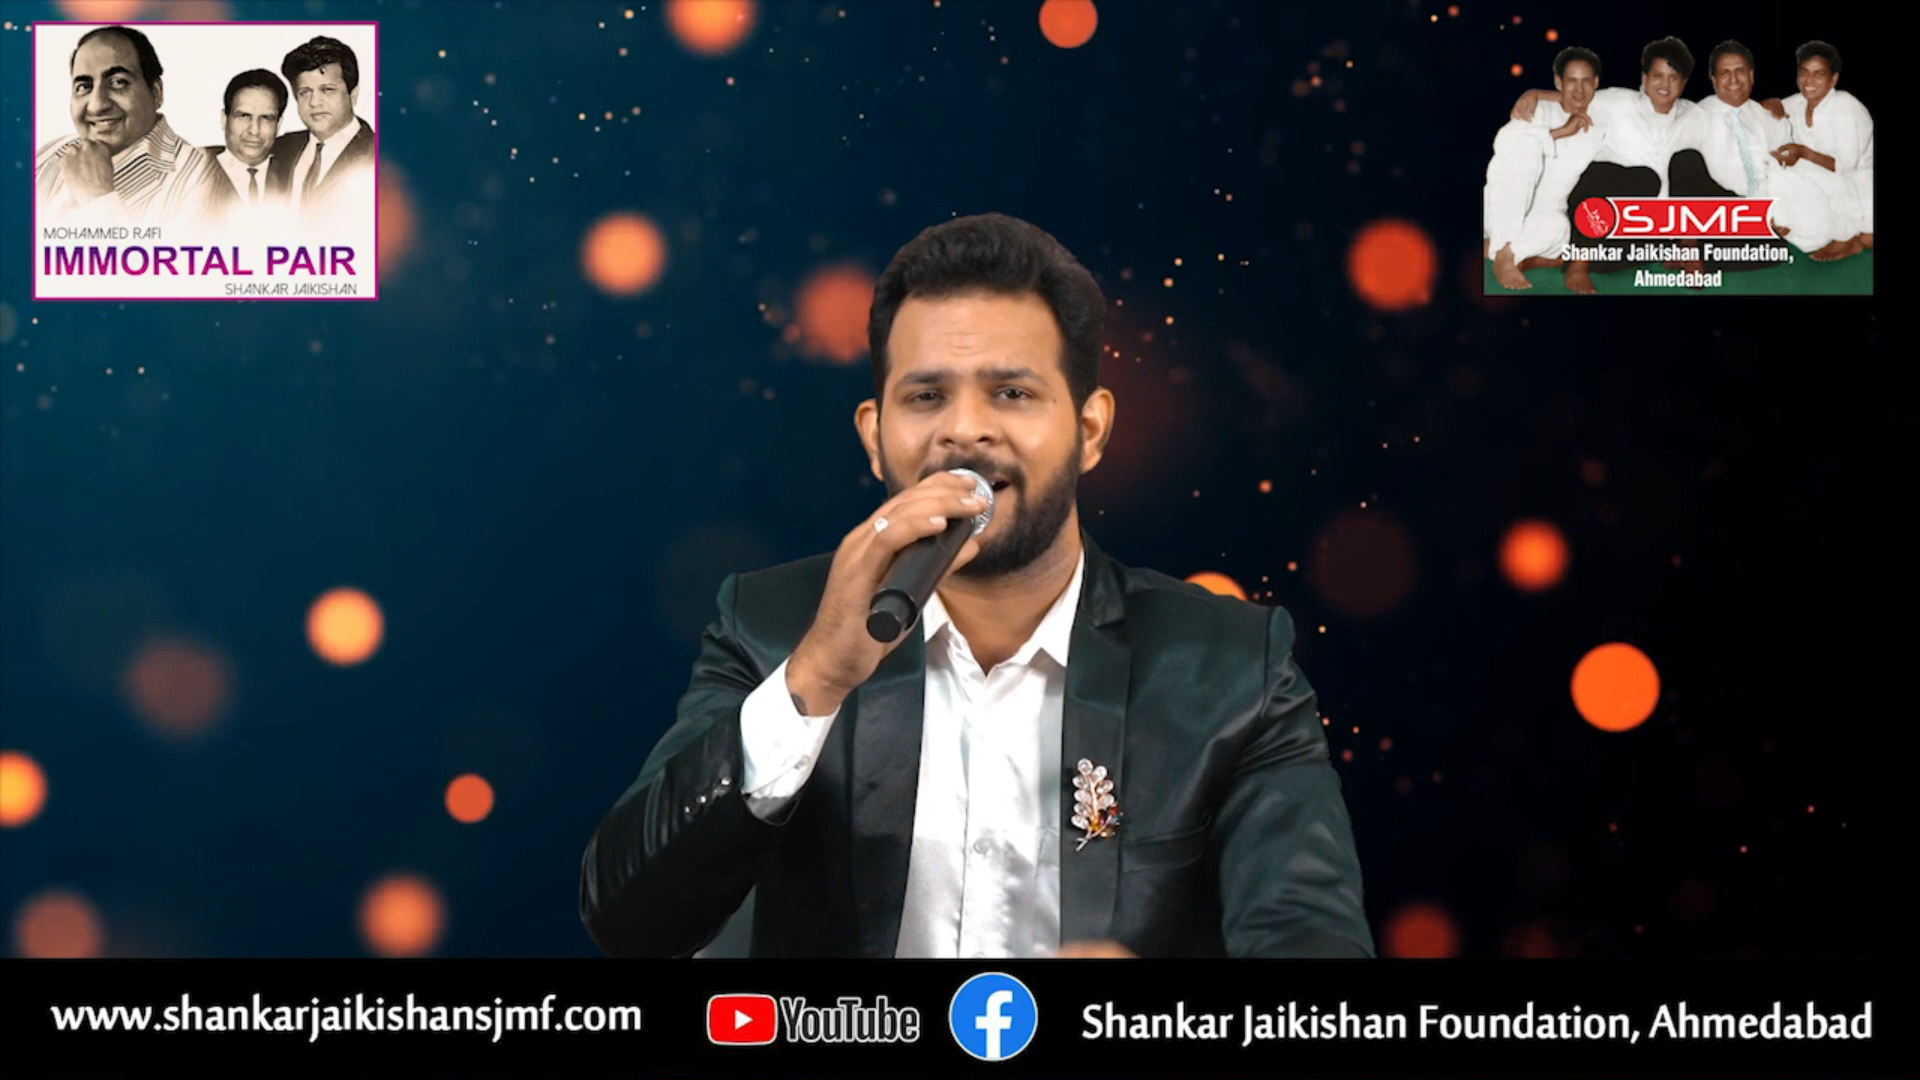 MOHAMMED RAFI
IMMORTAL PAIR
SHANKAR JAIKISHAN
SJMF
Shankar Jaikishan Foundation,
Ahmedabad
www.shankarjaikishansjmf.com
YouTube
Shankar Jaikishan Foundation, Ahmedabad